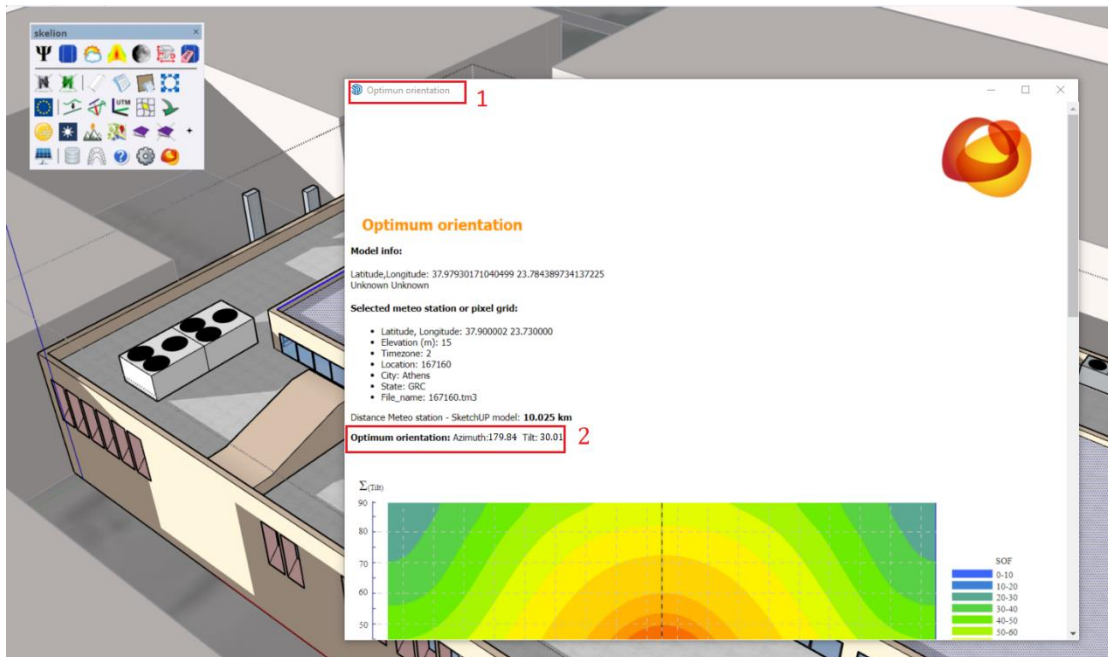 skelion
UTM
Optimun orientation
1
Optimum orientation
Model info:
Latitude,Longitude: 37.97930171040499 23.784389734137225
Unknown Unknown
Selected meteo station or pixel grid:
Latitude, Longitude: 37.900002 23.730000
Elevation (m): 15
Timezone: 2
Location: 167160
City: Athens
State: GRC
File_name: 167160.tm3
Distance Meteo station - SketchUP model: 10.025 km
Optimum orientation: Azimuth:179.84 Tilt: 30.01
2
Σ(Tilt)
90
80
70
60
50
SOF
0-10
10-20
20-30
30-40
40-50
50-60